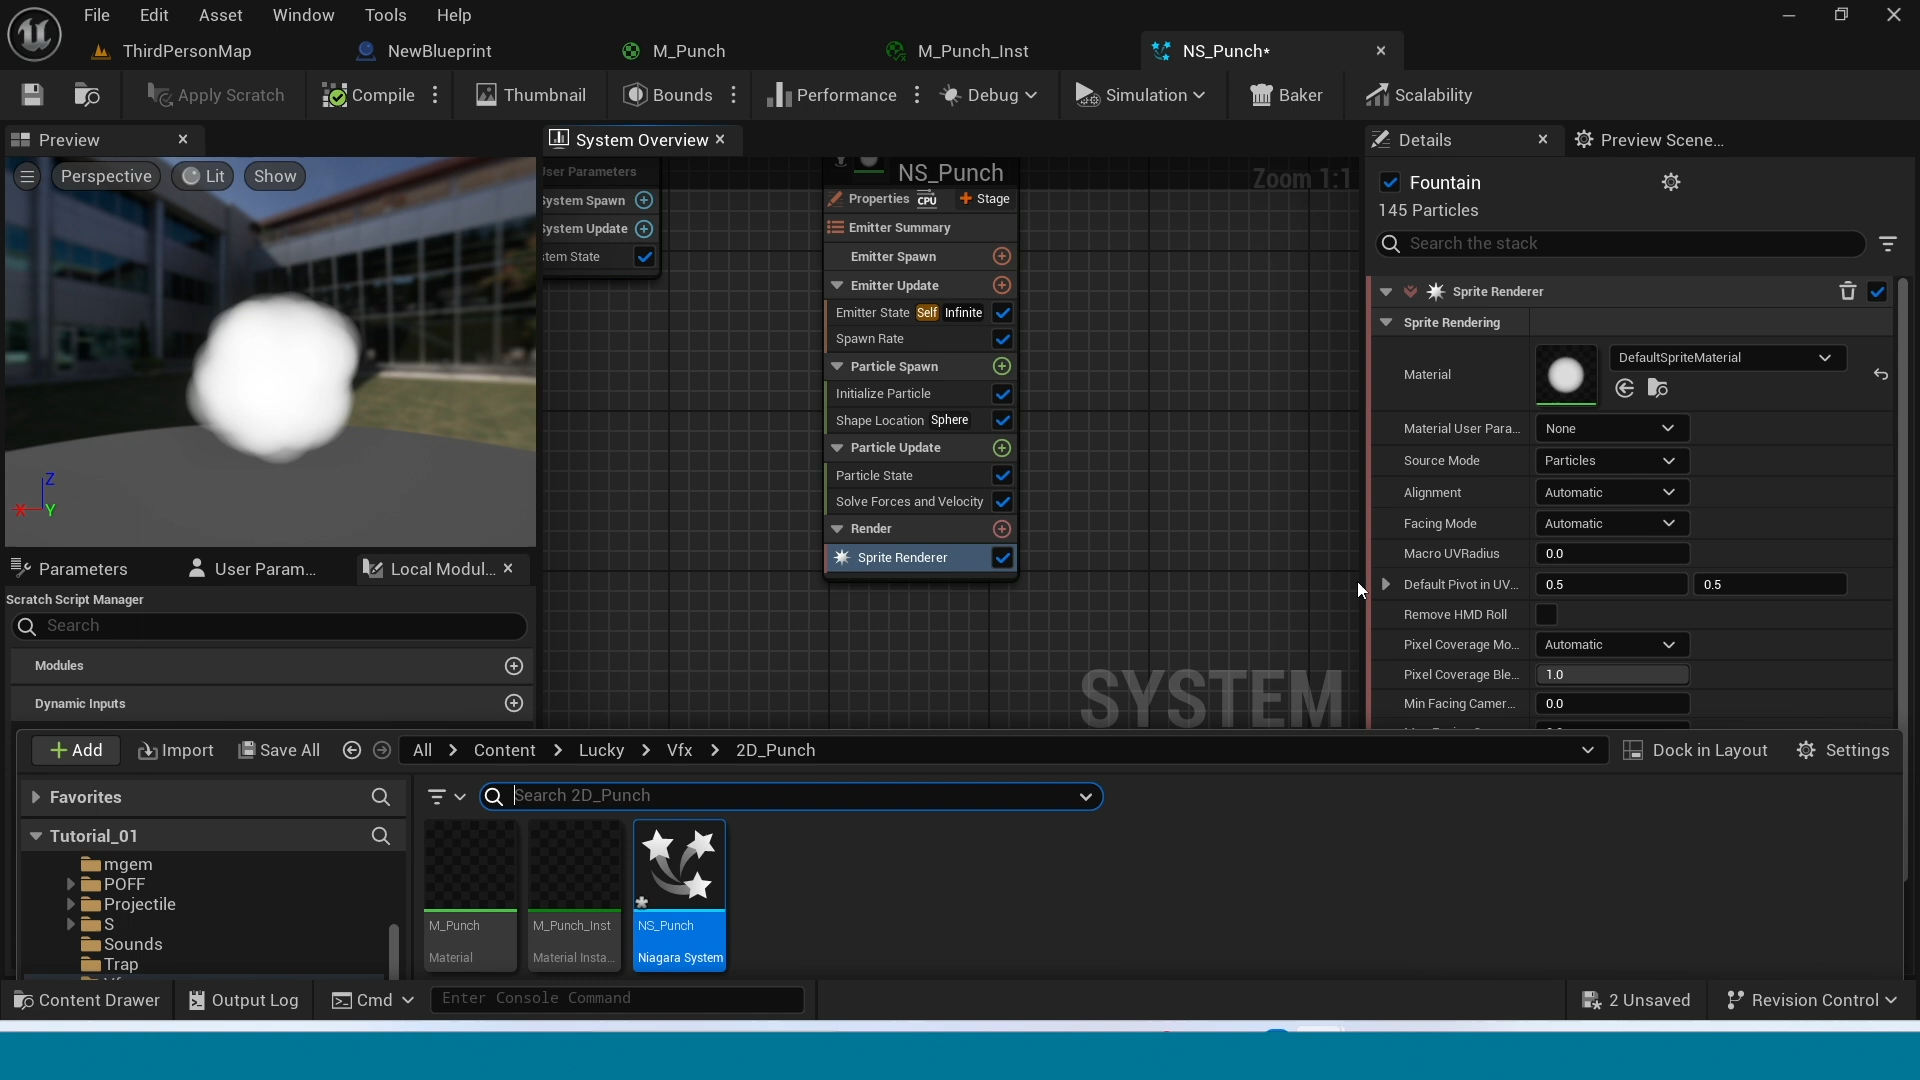 File Edit Asset Window Tools Help
ThirdPersonMap NewBlueprint M_Punch M_Punch_Inst NS_Punch*
Apply Scratch Compile Thumbnail Bounds Performance Debug Simulation Baker Scalability
Preview
Perspective Lit Show
Z
X Y
Parameters User Param... Local Modul...
Scratch Script Manager
Search
Modules
Dynamic Inputs
System Overview
User Parameters
System Spawn
System Update
stem State
NS_Punch
Zoom 1:1
Properties CPU Stage
Emitter Summary
Emitter Spawn
Emitter Update
Emitter State Self Infinite
Spawn Rate
Particle Spawn
Initialize Particle
Shape Location Sphere
Particle Update
Particle State
Solve Forces and Velocity
Render
Sprite Renderer
SYSTEM
Details Preview Scene...
Fountain
145 Particles
Search the stack
Sprite Renderer
Sprite Rendering
Material DefaultSpriteMaterial
Material User Para... None
Source Mode Particles
Alignment Automatic
Facing Mode Automatic
Macro UVRadius 0.0
Default Pivot in UV... 0.5 0.5
Remove HMD Roll
Pixel Coverage Mo... Automatic
Pixel Coverage Ble... 1.0
Min Facing Camer... 0.0
Add Import Save All All Content Lucky Vfx 2D_Punch Dock in Layout Settings
Favorites
Search 2D_Punch
Tutorial_01
mgem
POFF
Projectile
S
Sounds
Trap
M_Punch
Material
M_Punch_Inst
Material Insta...
NS_Punch
Niagara System
Content Drawer Output Log Cmd Enter Console Command 2 Unsaved Revision Control